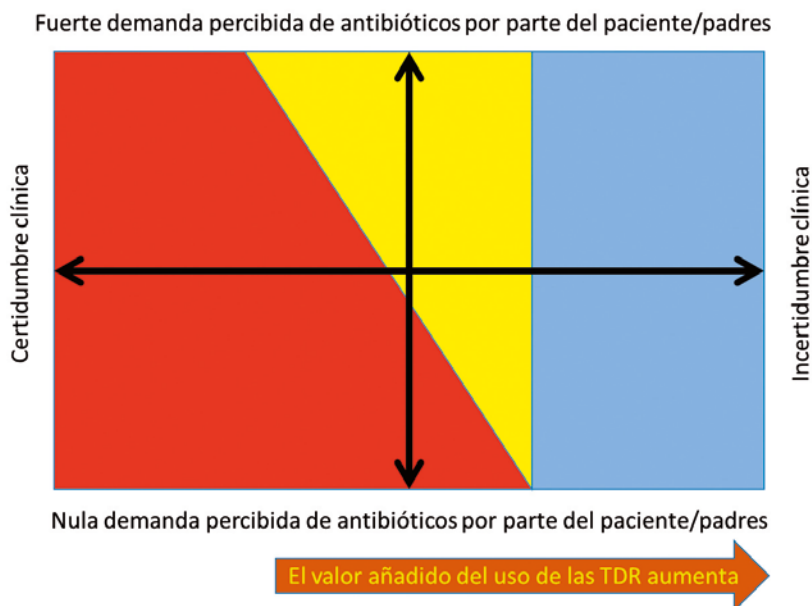 Fuerte demanda percibida de antibióticos por parte del paciente/padres
Certidumbre clínica
Incertidumbre clínica
Nula demanda percibida de antibióticos por parte del paciente/padres
El valor añadido del uso de las TDR aumenta